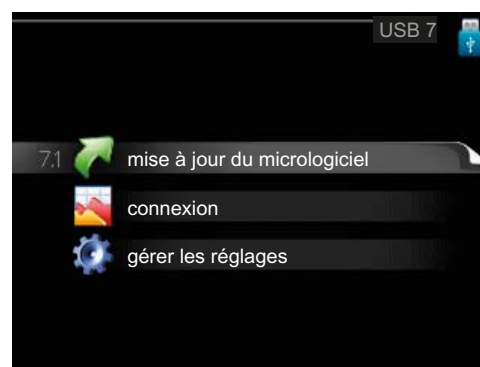 USB 7
7.1 mise à jour du micrologiciel
connexion
gérer les réglages